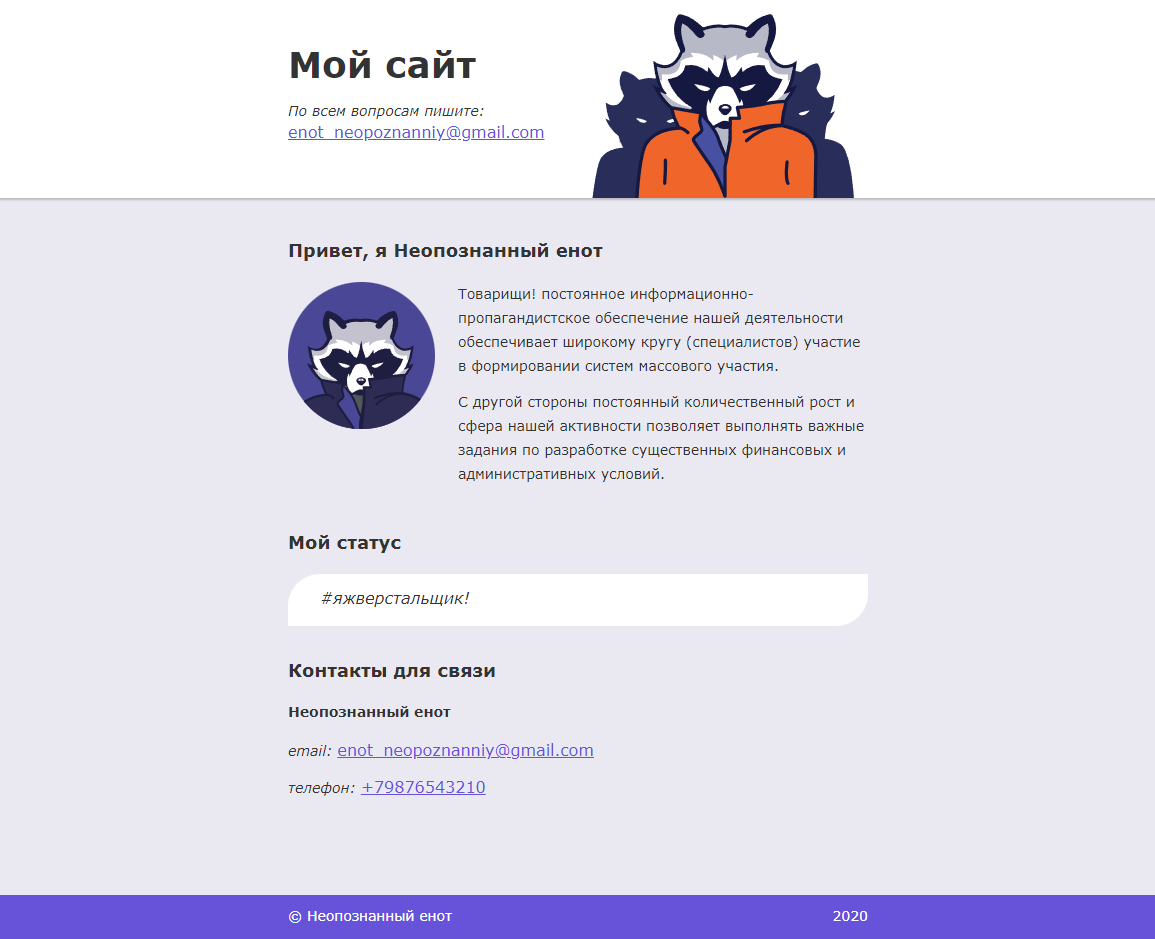 Мой сайт
По всем вопросам пишите:
enot_neopoznanniy@gmail.com
Привет, я Неопознанный енот
Товарищи! постоянное информационно-
пропагандистское обеспечение нашей деятельности
обеспечивает широкому кругу (специалистов) участие
в формировании систем массового участия.
С другой стороны постоянный количественный рост и
сфера нашей активности позволяет выполнять важные
задания по разработке существенных финансовых и
административных условий.
Мой статус
#яжверстальщик!
Контакты для связи
Неопознанный енот
email: enot_neopoznanniy@gmail.com
телефон: +79876543210
© Неопознанный енот 2020